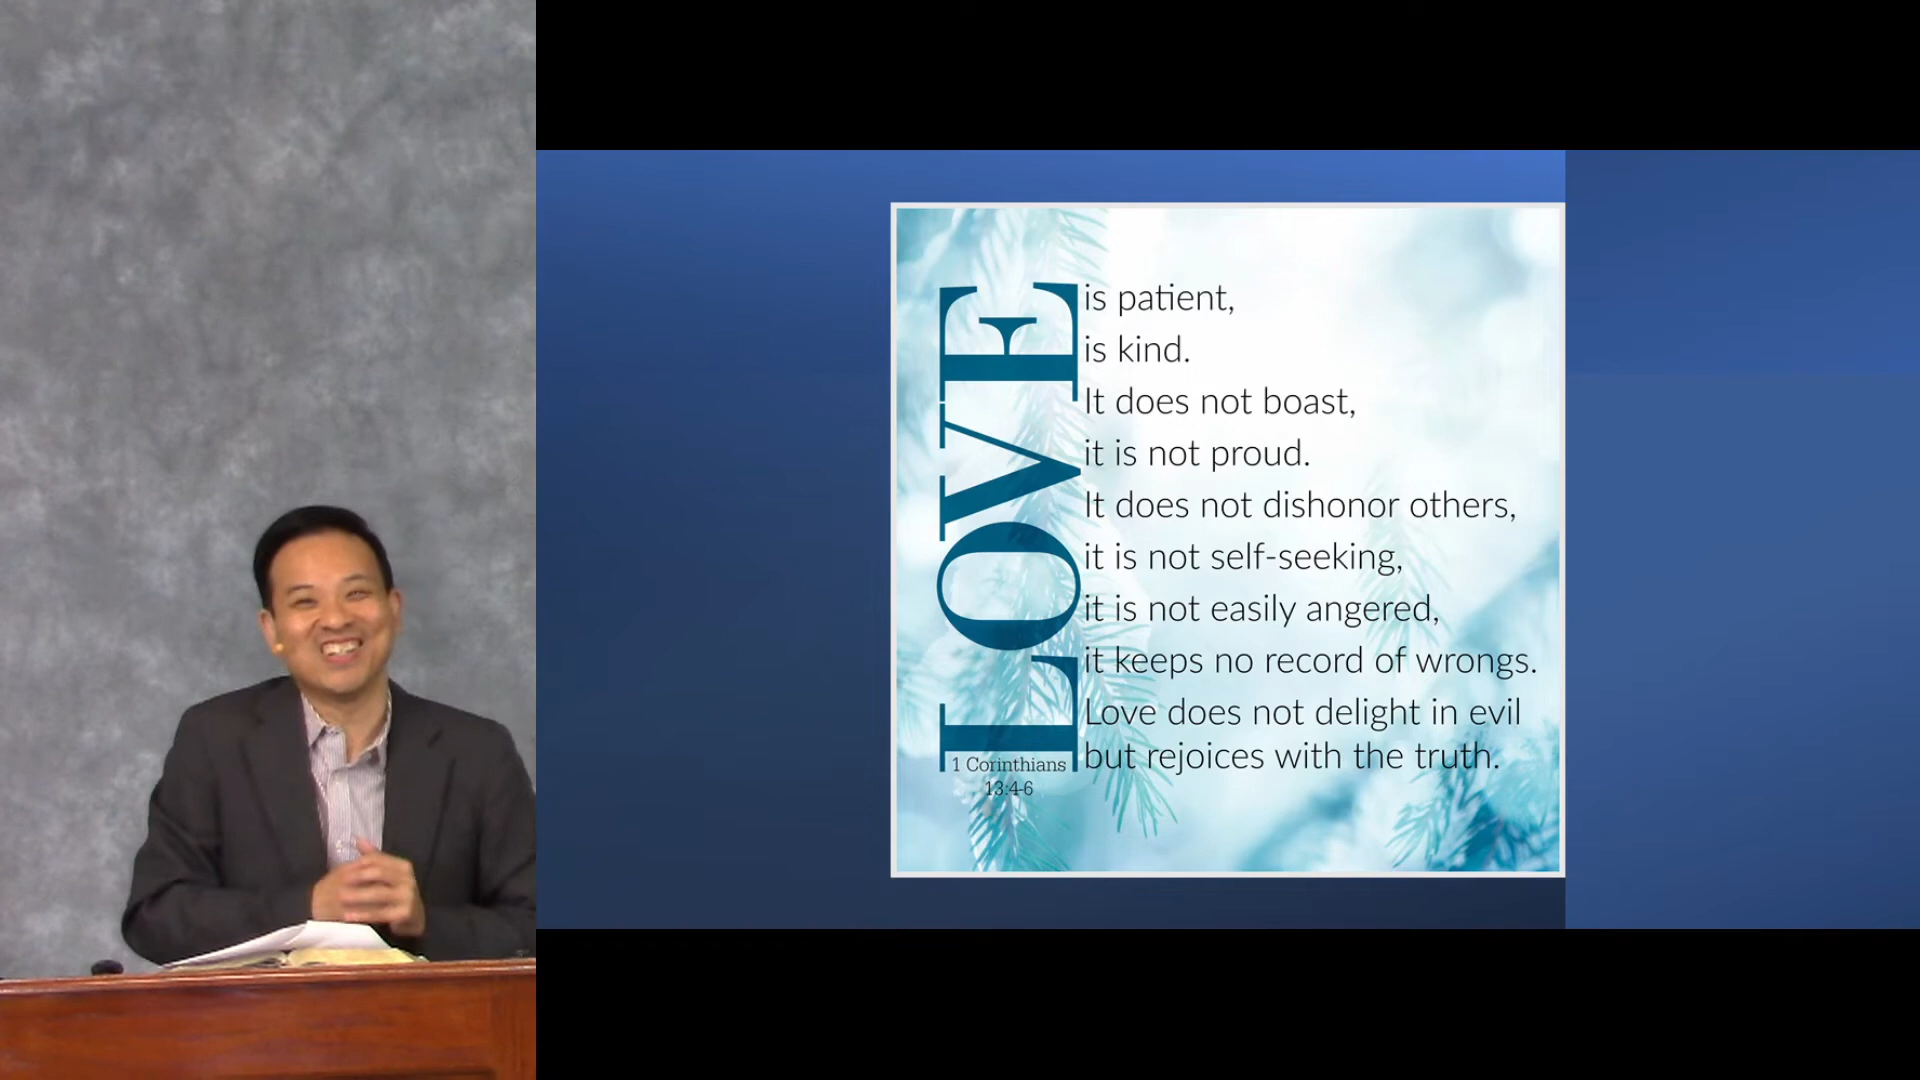 LOVE
is patient,
is kind.
It does not boast,
it is not proud.
It does not dishonor others,
it is not self-seeking,
it is not easily angered,
it keeps no record of wrongs.
Love does not delight in evil
but rejoices with the truth.
1 Corinthians
13:4-6